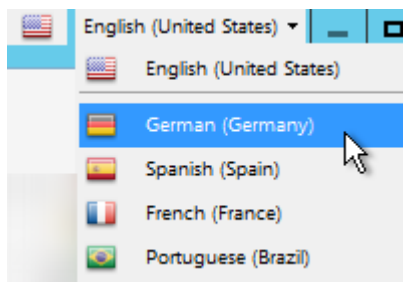 English (United States)
English (United States)
German (Germany)
Spanish (Spain)
French (France)
Portuguese (Brazil)